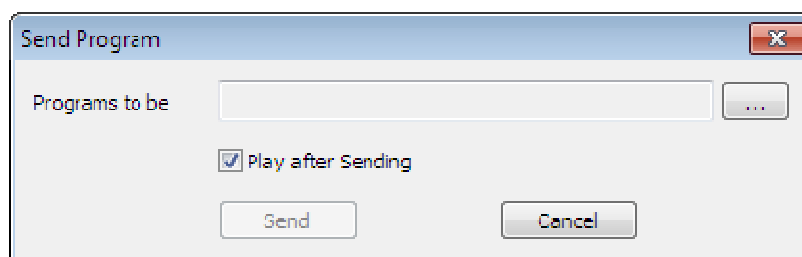 Send Program
Programs to be
...
Play after Sending
Send Cancel